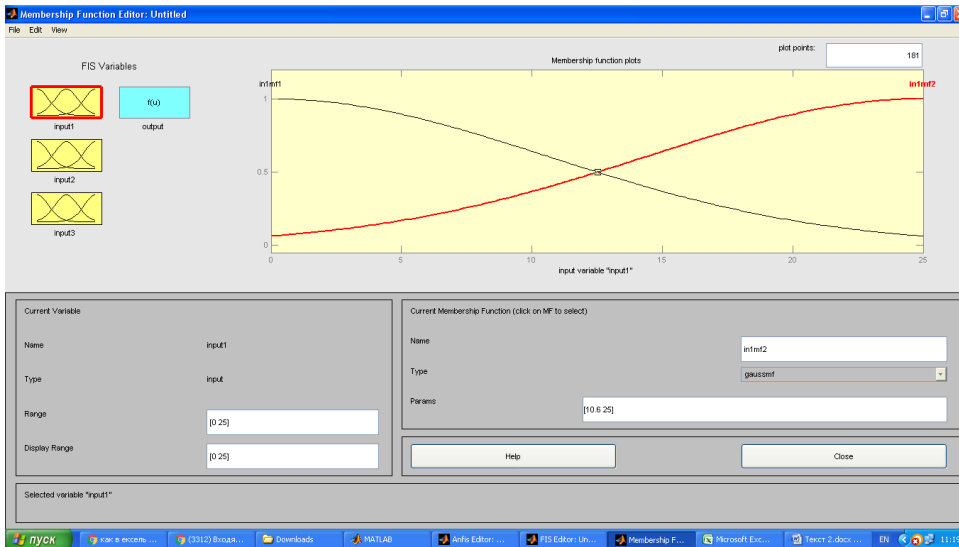 Membership Function Editor: Untitled
File Edit View
FIS Variables
input1
f(u)
output
input2
input3
plot points:
181
Membership function plots
in1mf1
in1mf2
1
0.5
0
0 5 10 15 20 25
input variable "input1"
Current Variable
Name input1
Type input
Range [0 25]
Display Range [0 25]
Current Membership Function (click on MF to select)
Name in1mf2
Type gaussmf
Params [10.6 25]
Help Close
Selected variable "input1"
пуск как в ексель ... (3312) Входя... Downloads MATLAB Anfis Editor: ... FIS Editor: Un... Membership F... Microsoft Exc... Текст 2.docx ... EN 11:19